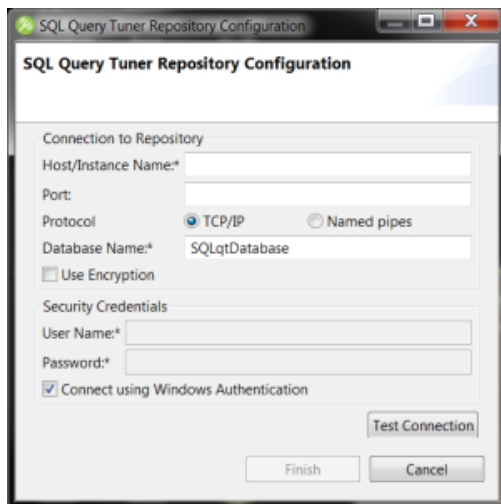 SQL Query Tuner Repository Configuration
SQL Query Tuner Repository Configuration
Connection to Repository
Host/Instance Name:*
Port:
Protocol TCP/IP Named pipes
Database Name:* SQLqtDatabase
Use Encryption
Security Credentials
User Name:*
Password:*
Connect using Windows Authentication
Test Connection
Finish Cancel